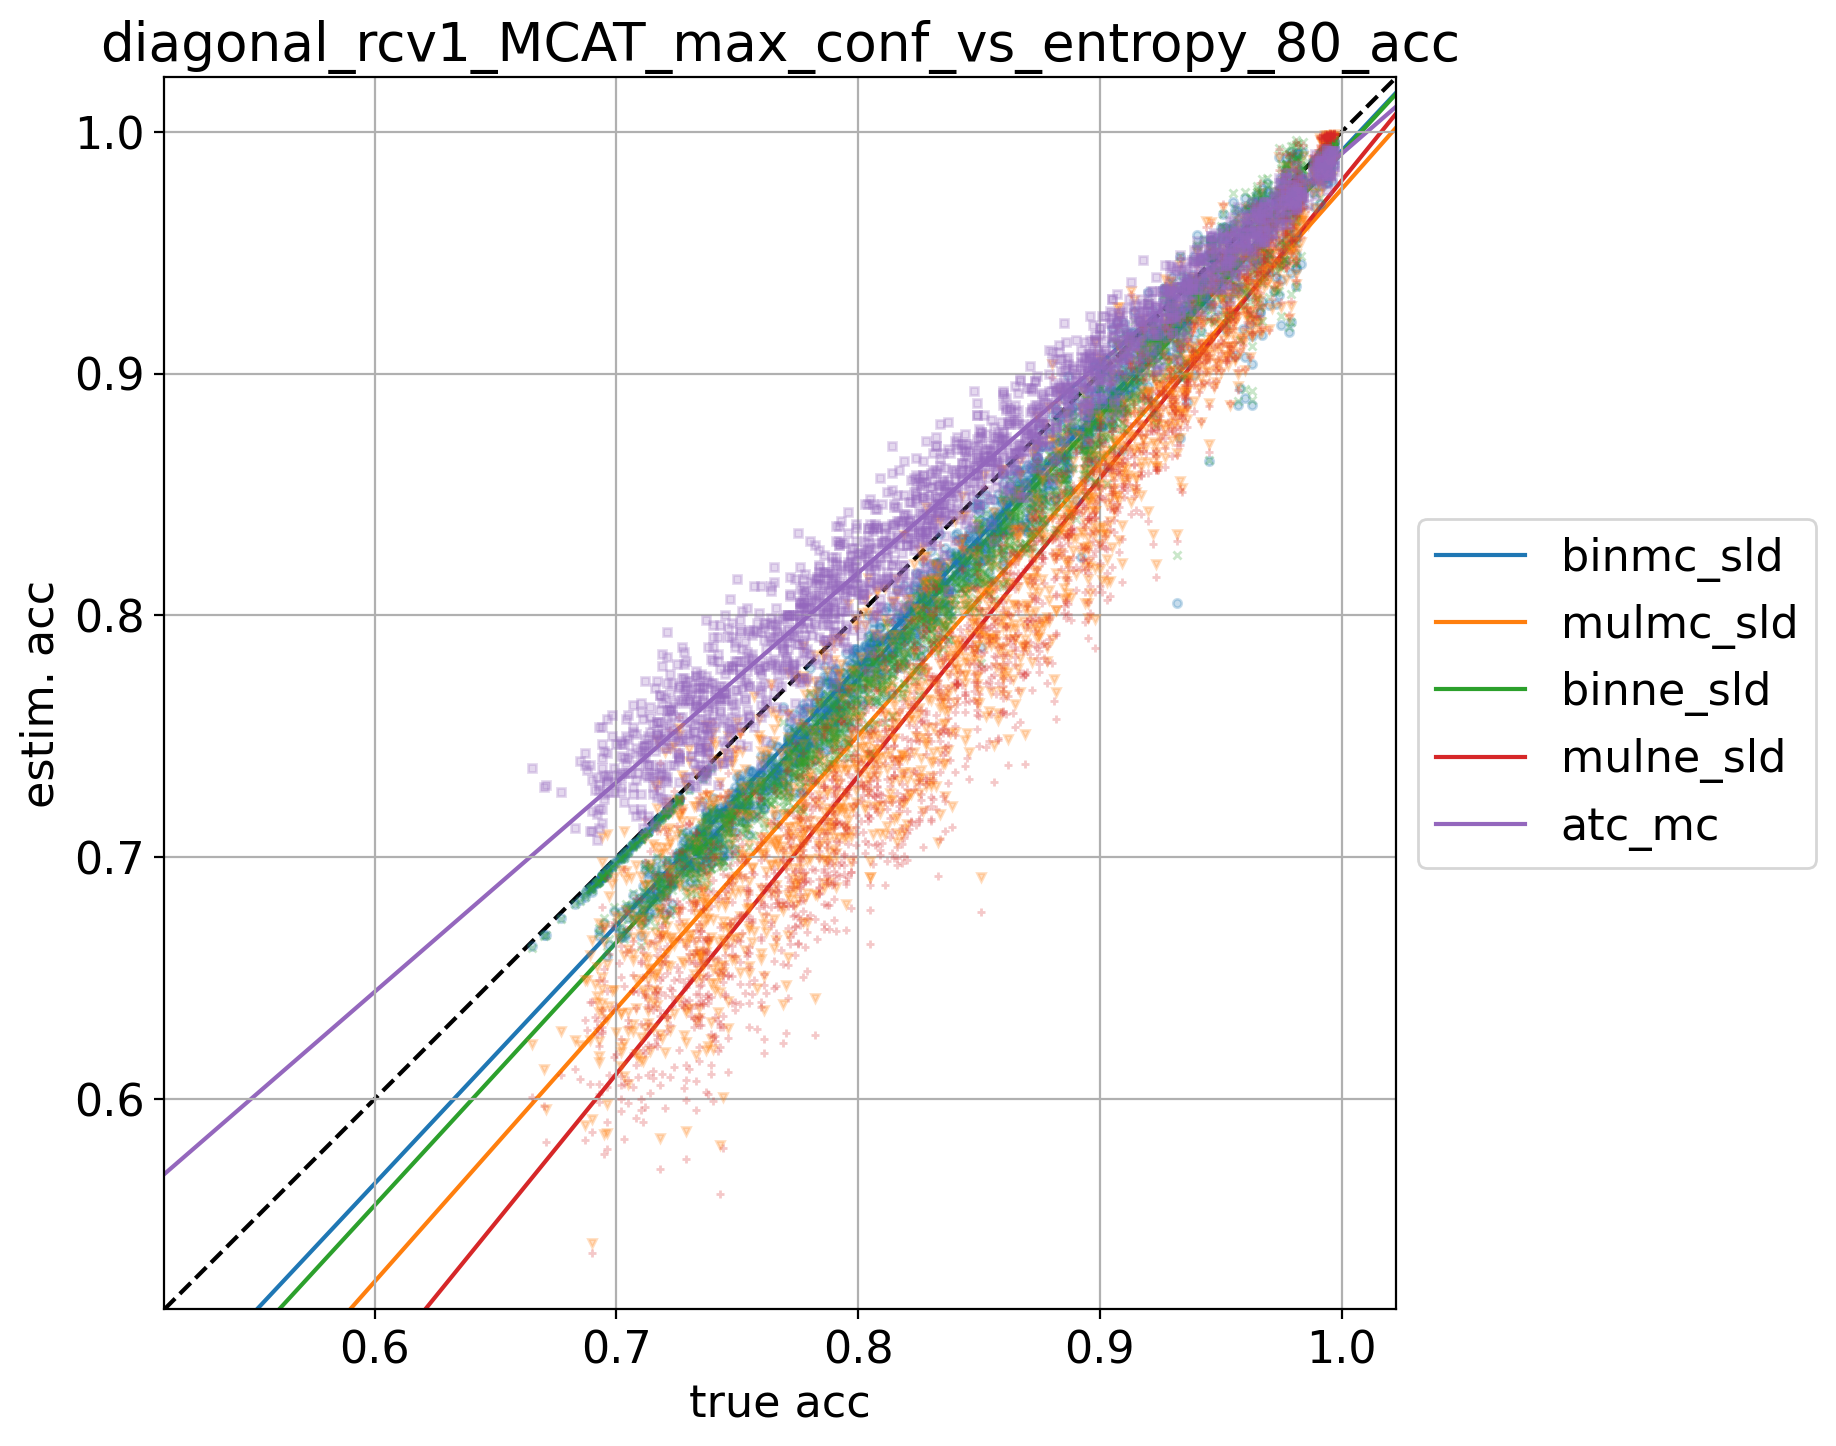 diagonal_rcv1_MCAT_max_conf_vs_entropy_80_acc
1.0
0.9
0.8
0.7
0.6
estim. acc
0.6 0.7 0.8 0.9 1.0
true acc
binmc_sld
mulmc_sld
binne_sld
mulne_sld
atc_mc